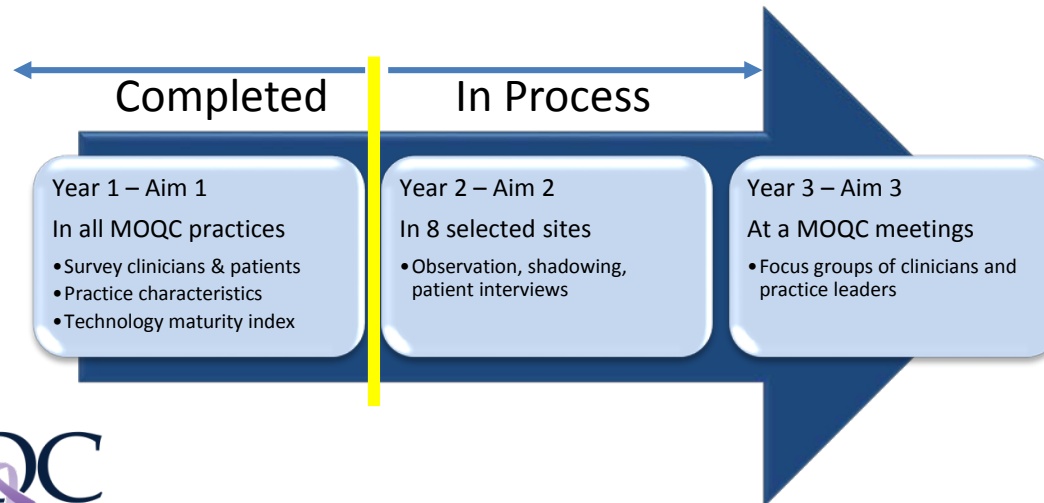 Completed
In Process
Year 1 – Aim 1
In all MOQC practices
•Survey clinicians & patients
•Practice characteristics
•Technology maturity index
Year 2 – Aim 2
In 8 selected sites
•Observation, shadowing,
patient interviews
Year 3 – Aim 3
At a MOQC meetings
•Focus groups of clinicians and
practice leaders
QC